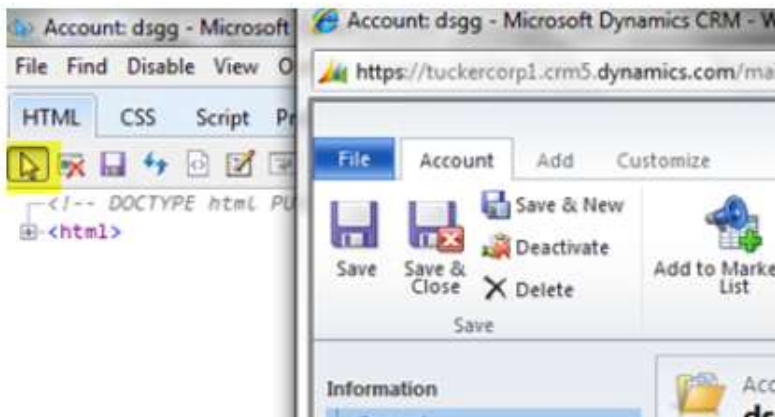 Account: dsgg - Microsoft
File Find Disable View
HTML CSS Script
<!-- DOCTYPE html PU
<html>
Account: dsgg - Microsoft Dynamics CRM - W
https://tuckercorp1.crm5.dynamics.com/ma
File Account Add Customize
Save
Save & Close
Save & New
Deactivate
Delete
Add to Marke
List
Save
Information
Acc